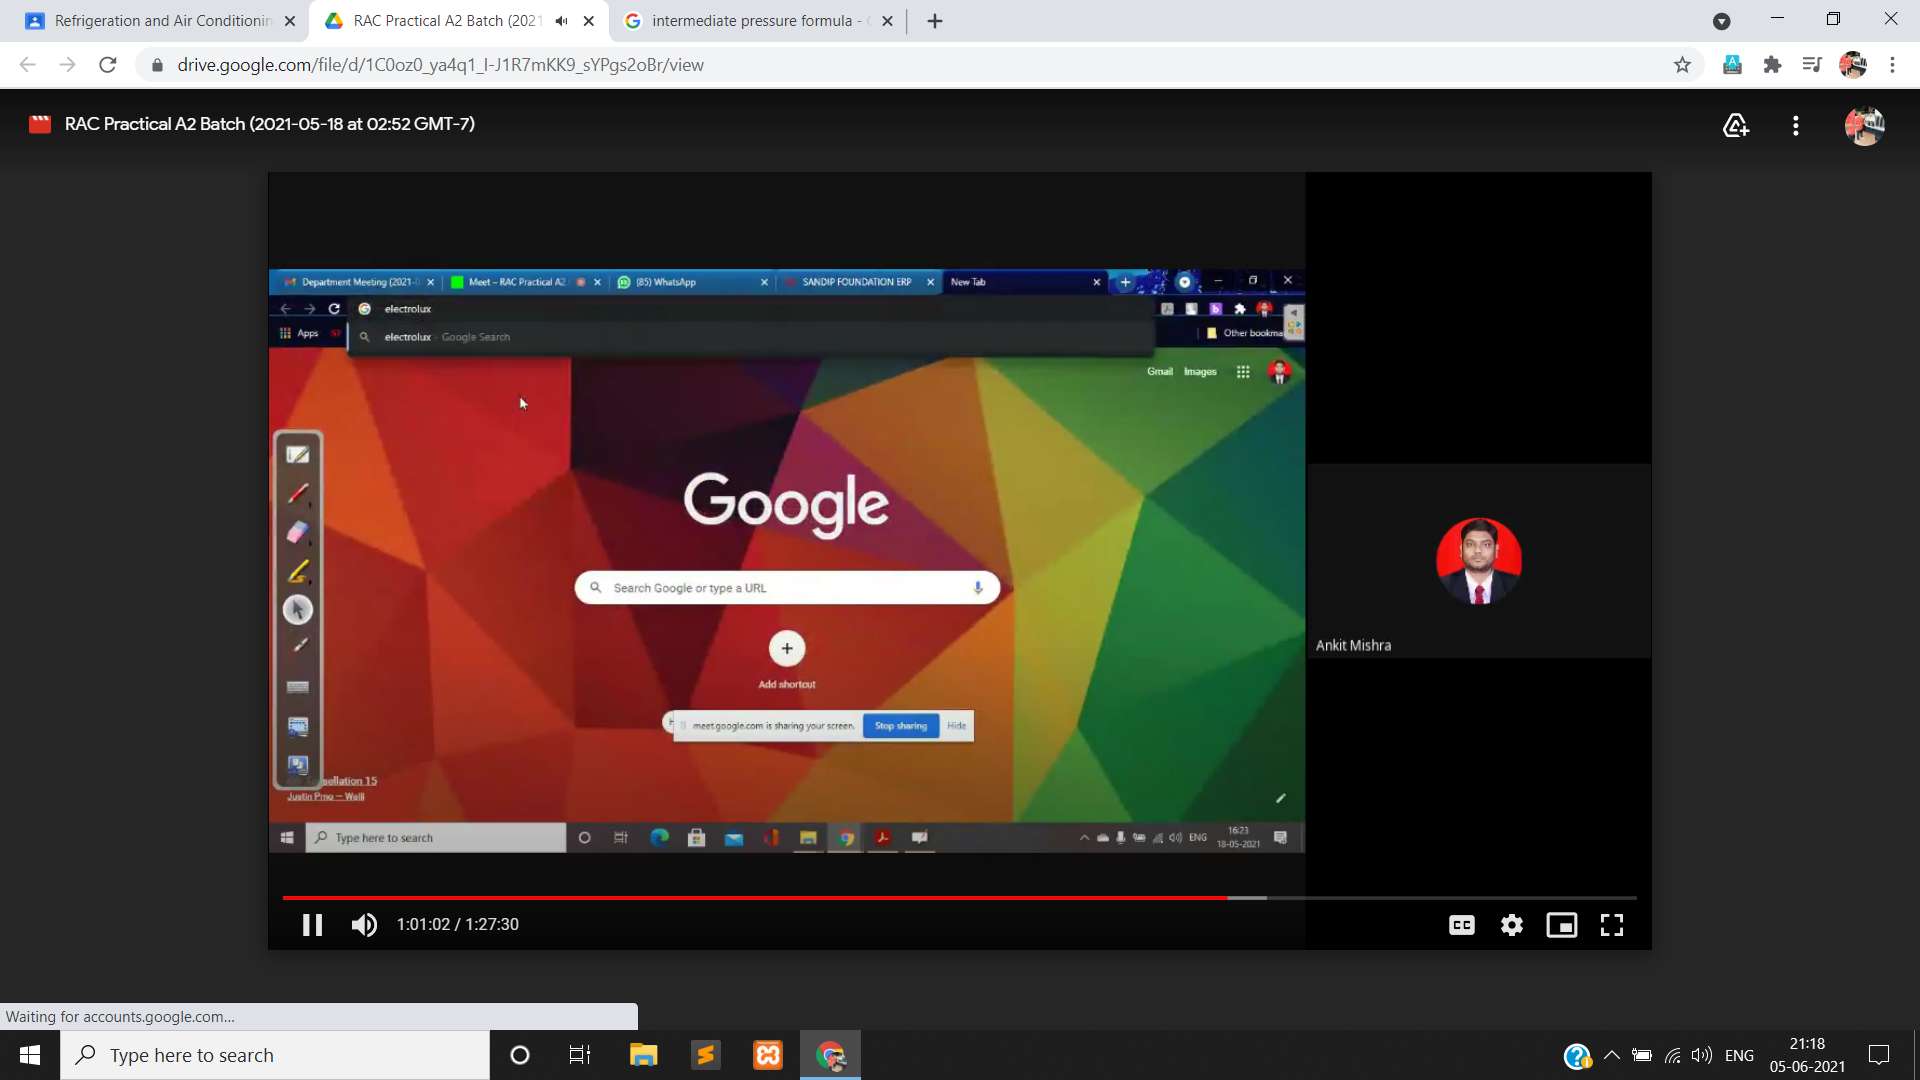 Refrigeration and Air Conditionin
RAC Practical A2 Batch (2021
intermediate pressure formula -
drive.google.com/file/d/1C0oz0_ya4q1_I-J1R7mKK9_sYPgs2oBr/view
RAC Practical A2 Batch (2021-05-18 at 02:52 GMT-7)
Department Meeting (2021-
Meet – RAC Practical A2
(85) WhatsApp
SANDIP FOUNDATION ERP
New Tab
electrolux
Apps
electrolux - Google Search
Other bookma
Gmail Images
Google
Search Google or type a URL
Add shortcut
meet.google.com is sharing your screen.
Stop sharing
Hide
sellation 15
Justin Prno — Welli
Type here to search
ENG
16:23
18-05-2021
Ankit Mishra
1:01:02 / 1:27:30
CC
Waiting for accounts.google.com...
Type here to search
ENG
21:18
05-06-2021